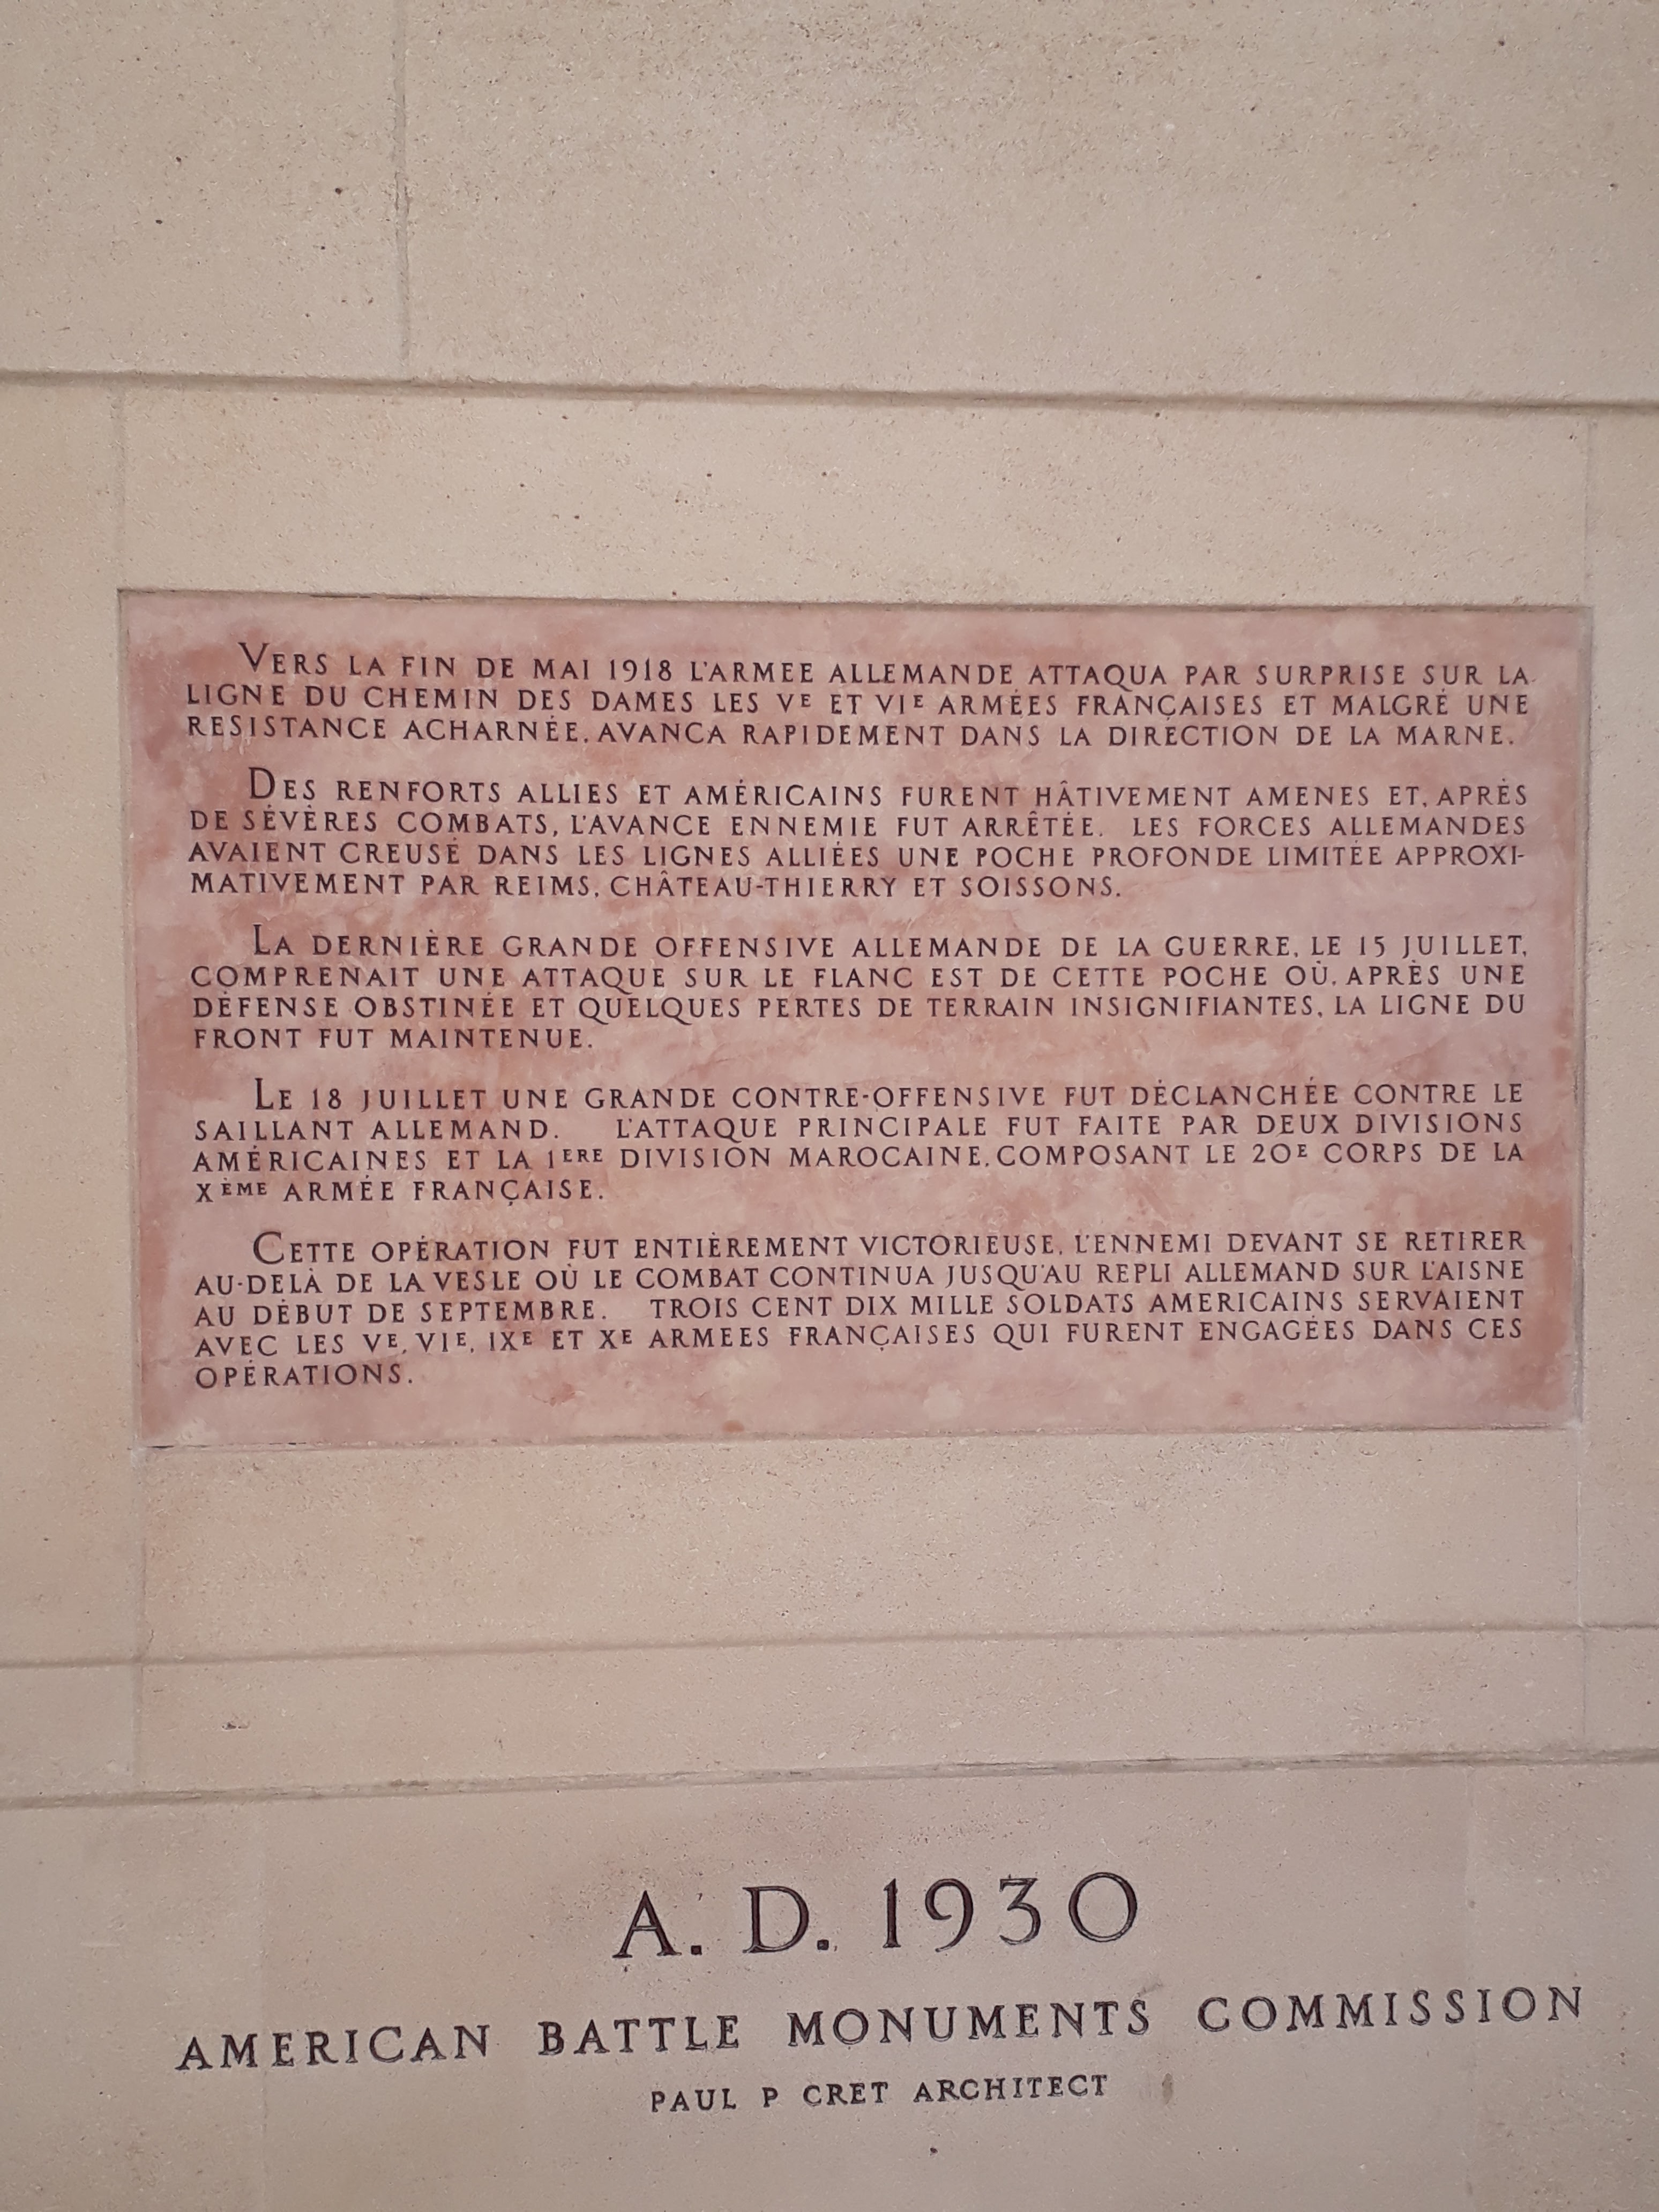 VERS LA FIN DE MAI 1918 L'ARMEE ALLEMANDE ATTAQUA PAR SURPRISE SUR LA
LIGNE DU CHEMIN DES DAMES LES VE ET VIE ARMÉES FRANÇAISES ET MALGRÉ UNE
RESISTANCE ACHARNÉE, AVANCA RAPIDEMENT DANS LA DIRECTION DE LA MARNE.
DES RENFORTS ALLIES ET AMÉRICAINS FURENT HÂTIVEMENT AMENES ET, APRÈS
DE SÉVÈRES COMBATS, L'AVANCE ENNEMIE FUT ARRÊTÉE. LES FORCES ALLEMANDES
AVAIENT CREUSÉ DANS LES LIGNES ALLIÉES UNE POCHE PROFONDE LIMITÉE APPROXI-
MATIVEMENT PAR REIMS, CHÂTEAU-THIERRY ET SOISSONS.
LA DERNIÈRE GRANDE OFFENSIVE ALLEMANDE DE LA GUERRE, LE 15 JUILLET,
COMPRENAIT UNE ATTAQUE SUR LE FLANC EST DE CETTE POCHE OÙ, APRÈS UNE
DÉFENSE OBSTINÉE ET QUELQUES PERTES DE TERRAIN INSIGNIFIANTES, LA LIGNE DU
FRONT FUT MAINTENUE.
LE 18 JUILLET UNE GRANDE CONTRE-OFFENSIVE FUT DÉCLANCHÉE CONTRE LE
SAILLANT ALLEMAND. L'ATTAQUE PRINCIPALE FUT FAITE PAR DEUX DIVISIONS
AMÉRICAINES ET LA 1ERE DIVISION MAROCAINE, COMPOSANT LE 20E CORPS DE LA
XÈME ARMÉE FRANÇAISE.
CETTE OPÉRATION FUT ENTIÈREMENT VICTORIEUSE, L'ENNEMI DEVANT SE RETIRER
AU-DELÀ DE LA VESLE OÙ LE COMBAT CONTINUA JUSQU'AU REPLI ALLEMAND SUR L'AISNE
AU DÉBUT DE SEPTEMBRE. TROIS CENT DIX MILLE SOLDATS AMERICAINS SERVAIENT
AVEC LES VE, VIE, IXE ET XE ARMEES FRANÇAISES QUI FURENT ENGAGÉES DANS CES
OPÉRATIONS.
A. D. 1930
AMERICAN BATTLE MONUMENTS COMMISSION
PAUL P CRET ARCHITECT